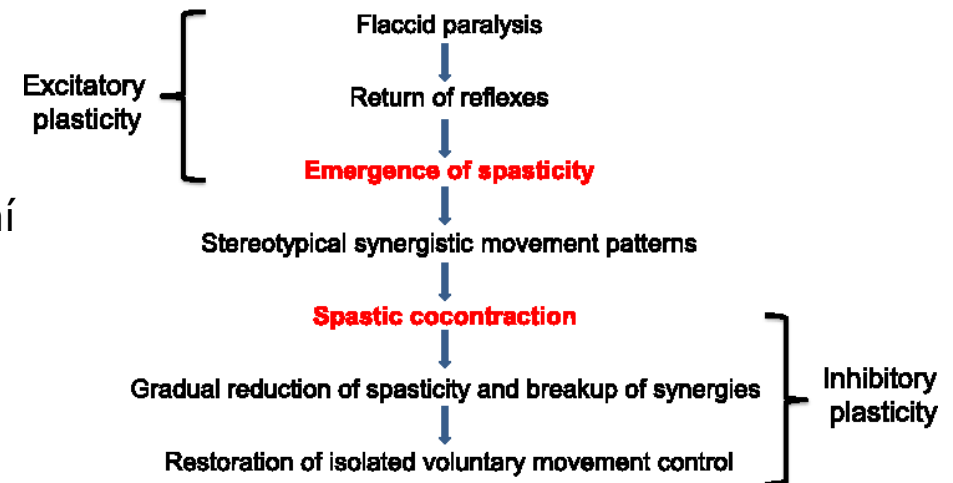 Flaccid paralysis
Excitatory
plasticity
Return of reflexes
Emergence of spasticity
Stereotypical synergistic movement patterns
Spastic cocontraction
Gradual reduction of spasticity and breakup of synergies
Inhibitory
plasticity
Restoration of isolated voluntary movement control